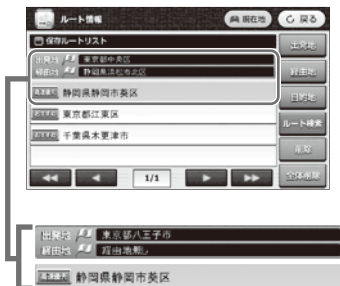 ルート情報
現在地
戻る
保存ルートリスト
出発地 東京都中央区
経由地 静岡県浜松市北区
静岡県静岡市葵区
東京都江東区
千葉県木更津市
1/1
出発地
経由地
目的地
ルート検索
削除
全体削除
出発地 東京都八王子市
経由地 経由地無し
静岡県静岡市葵区